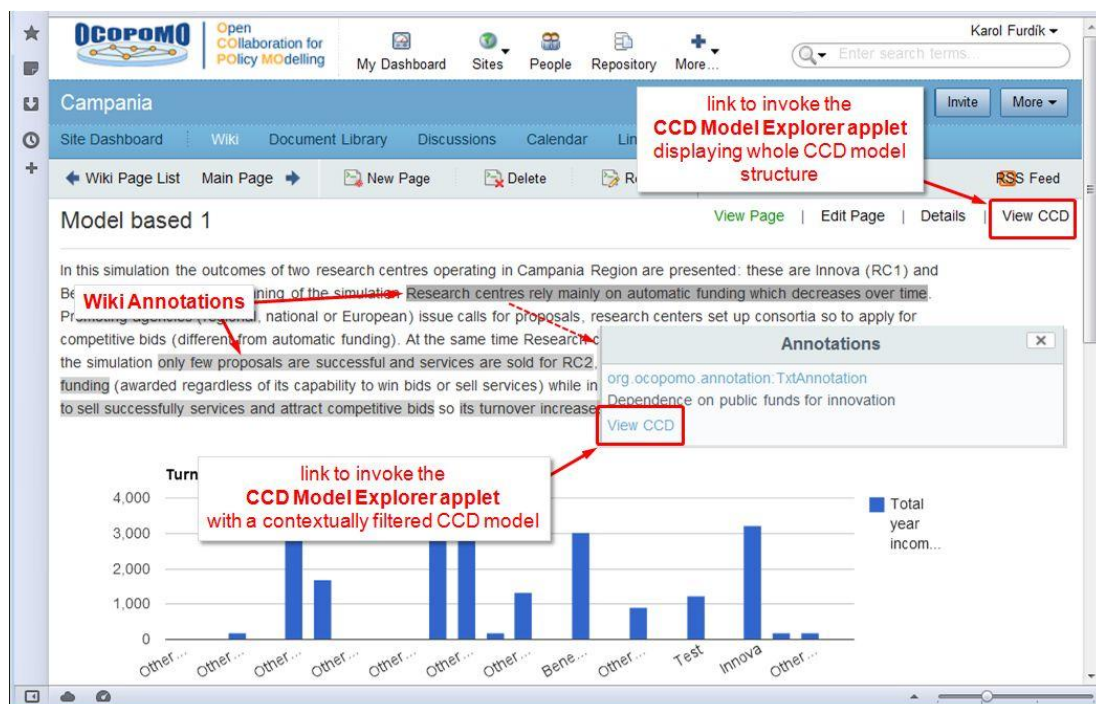 OCOPOMO
Open
COllaboration for
POlicy MOdelling
My Dashboard
Sites
People
Repository
More...
Karol Furdík
Enter search terms...
Campania
Invite
More
Site Dashboard
Wiki
Document Library
Discussions
Calendar
link to invoke the
CCD Model Explorer applet
displaying whole CCD model
structure
Wiki Page List
Main Page
New Page
Delete
RSS Feed
Model based 1
View Page | Edit Page | Details | View CCD
In this simulation the outcomes of two research centres operating in Campania Region are presented: these are Innova (RC1) and
of the simulation Research centres rely mainly on automatic funding which decreases over time.
Wiki Annotations
national or European) issue calls for proposals, research centers set up consortia so to apply for
competitive bids (different from automatic funding). At the same time Research
the simulation only few proposals are successful and services are sold for RC2
funding (awarded regardless of its capability to win bids or sell services) while in
to sell successfully services and attract competitive bids so its turnover increase
Annotations
org.ocopomo.annotation:TxtAnnotation
Dependence on public funds for innovation
View CCD
link to invoke the
CCD Model Explorer applet
with a contextually filtered CCD model
4,000
3,000
2,000
1,000
0
Total
year
incom...
Other...
Other...
Other...
Other...
Other...
Other...
Other...
Bene...
Other...
Test
Innova
Other...